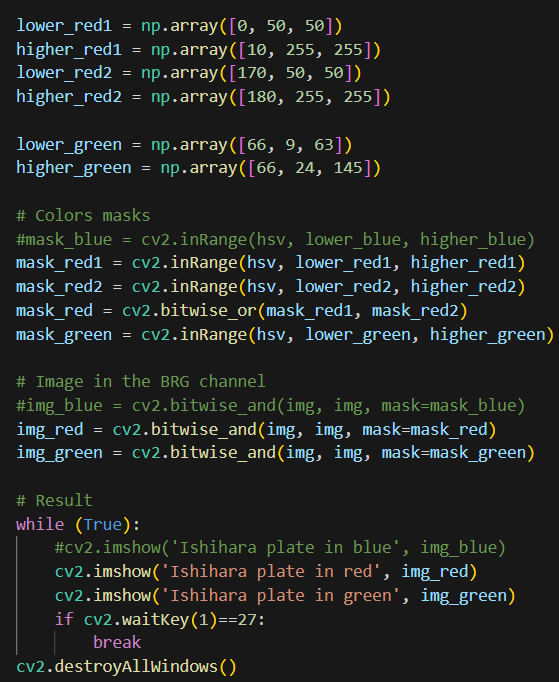 lower_red1 = np.array([0, 50, 50])
higher_red1 = np.array([10, 255, 255])
lower_red2 = np.array([170, 50, 50])
higher_red2 = np.array([180, 255, 255])

lower_green = np.array([66, 9, 63])
higher_green = np.array([66, 24, 145])

# Colors masks
#mask_blue = cv2.inRange(hsv, lower_blue, higher_blue)
mask_red1 = cv2.inRange(hsv, lower_red1, higher_red1)
mask_red2 = cv2.inRange(hsv, lower_red2, higher_red2)
mask_red = cv2.bitwise_or(mask_red1, mask_red2)
mask_green = cv2.inRange(hsv, lower_green, higher_green)

# Image in the BRG channel
#img_blue = cv2.bitwise_and(img, img, mask=mask_blue)
img_red = cv2.bitwise_and(img, img, mask=mask_red)
img_green = cv2.bitwise_and(img, img, mask=mask_green)

# Result
while (True):
    #cv2.imshow('Ishihara plate in blue', img_blue)
    cv2.imshow('Ishihara plate in red', img_red)
    cv2.imshow('Ishihara plate in green', img_green)
    if cv2.waitKey(1)==27:
        break
cv2.destroyAllWindows()